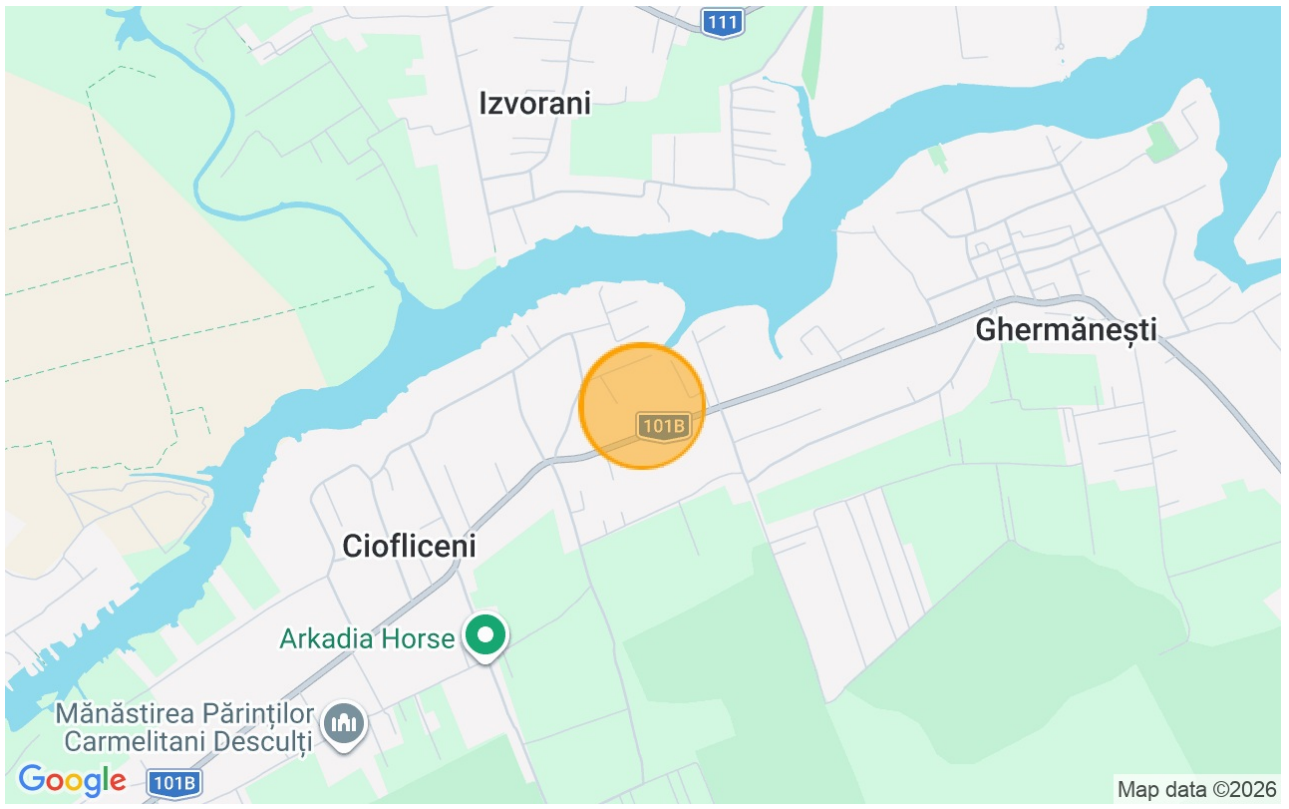 111
Izvorani
Ghermănești
101B
Ciofliceni
Arkadia Horse
Mănăstirea Părinților
Carmelitani Desculți
Google
101B
Map data ©2026